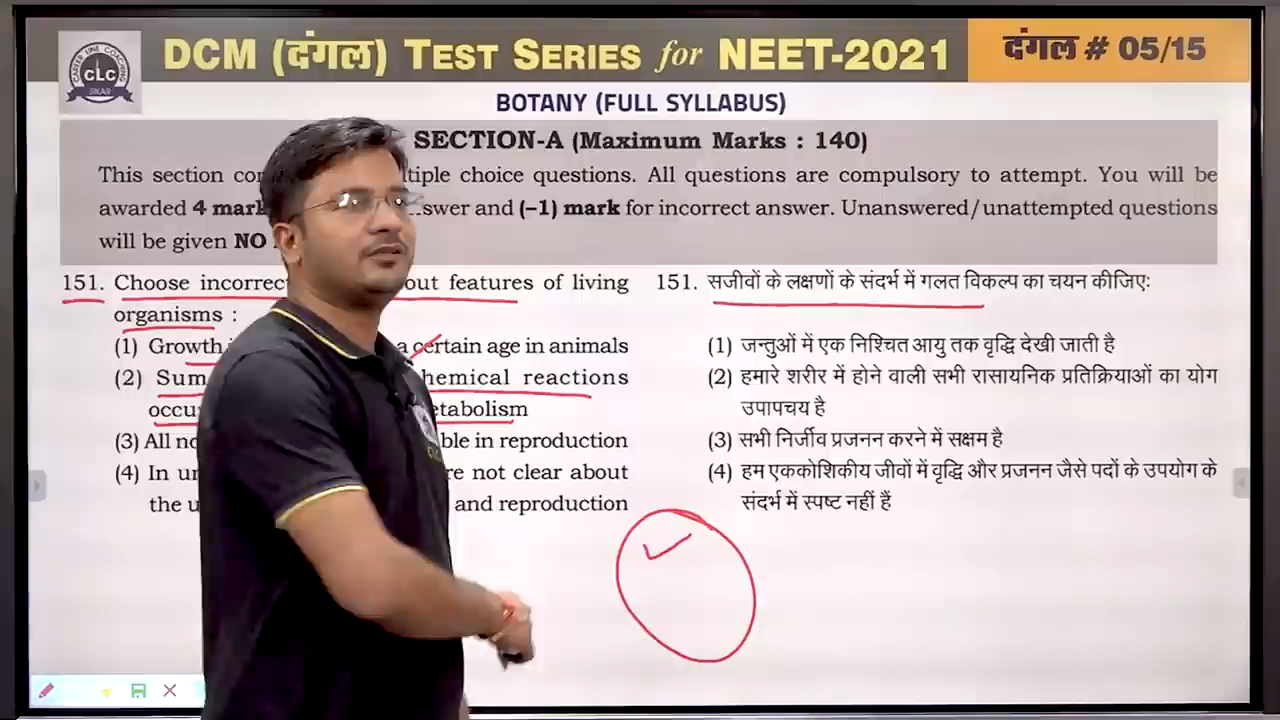 DCM (दंगल) TEST SERIES for NEET-2021
दंगल # 05/15
CLC
SIKAR
BOTANY (FULL SYLLABUS)
SECTION-A (Maximum Marks : 140)
This section tiple choice questions. All questions are compulsory to attempt. You will be
awarded 4 mark swer and (–1) mark for incorrect answer. Unanswered/unattempted questions
will be given NO
151. Choose incorrec out features of living
organisms :
(1) Growth a certain age in animals
(2) Sum hemical reactions
occu etabolism
(3) All no ble in reproduction
(4) In un re not clear about
the u and reproduction
151. सजीवों के लक्षणों के संदर्भ में गलत विकल्प का चयन कीजिए:
(1) जन्तुओं में एक निश्चित आयु तक वृद्धि देखी जाती है
(2) हमारे शरीर में होने वाली सभी रासायनिक प्रतिक्रियाओं का योग
उपापचय है
(3) सभी निर्जीव प्रजनन करने में सक्षम है
(4) हम एककोशिकीय जीवों में वृद्धि और प्रजनन जैसे पदों के उपयोग के
संदर्भ में स्पष्ट नहीं हैं